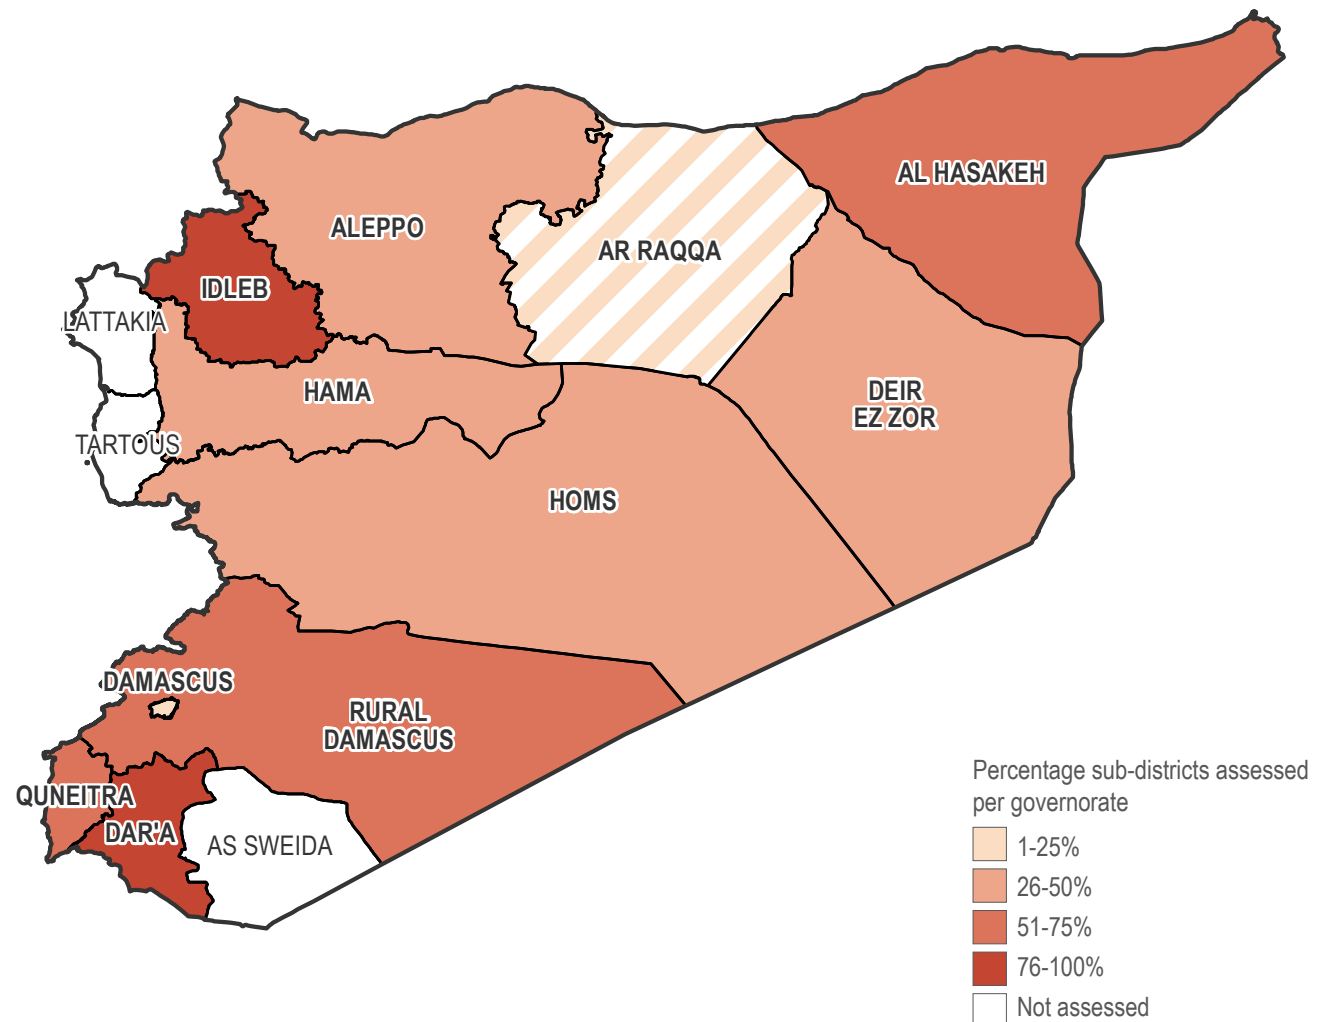 AL HASAKEH
ALEPPO
AR RAQQA
IDLEB
LATTAKIA
HAMA
DEIR
EZ ZOR
TARTOUS
HOMS
DAMASCUS
RURAL
DAMASCUS
QUNEITRA
DAR'A
AS SWEIDA
Percentage sub-districts assessed
per governorate
1-25%
26-50%
51-75%
76-100%
Not assessed